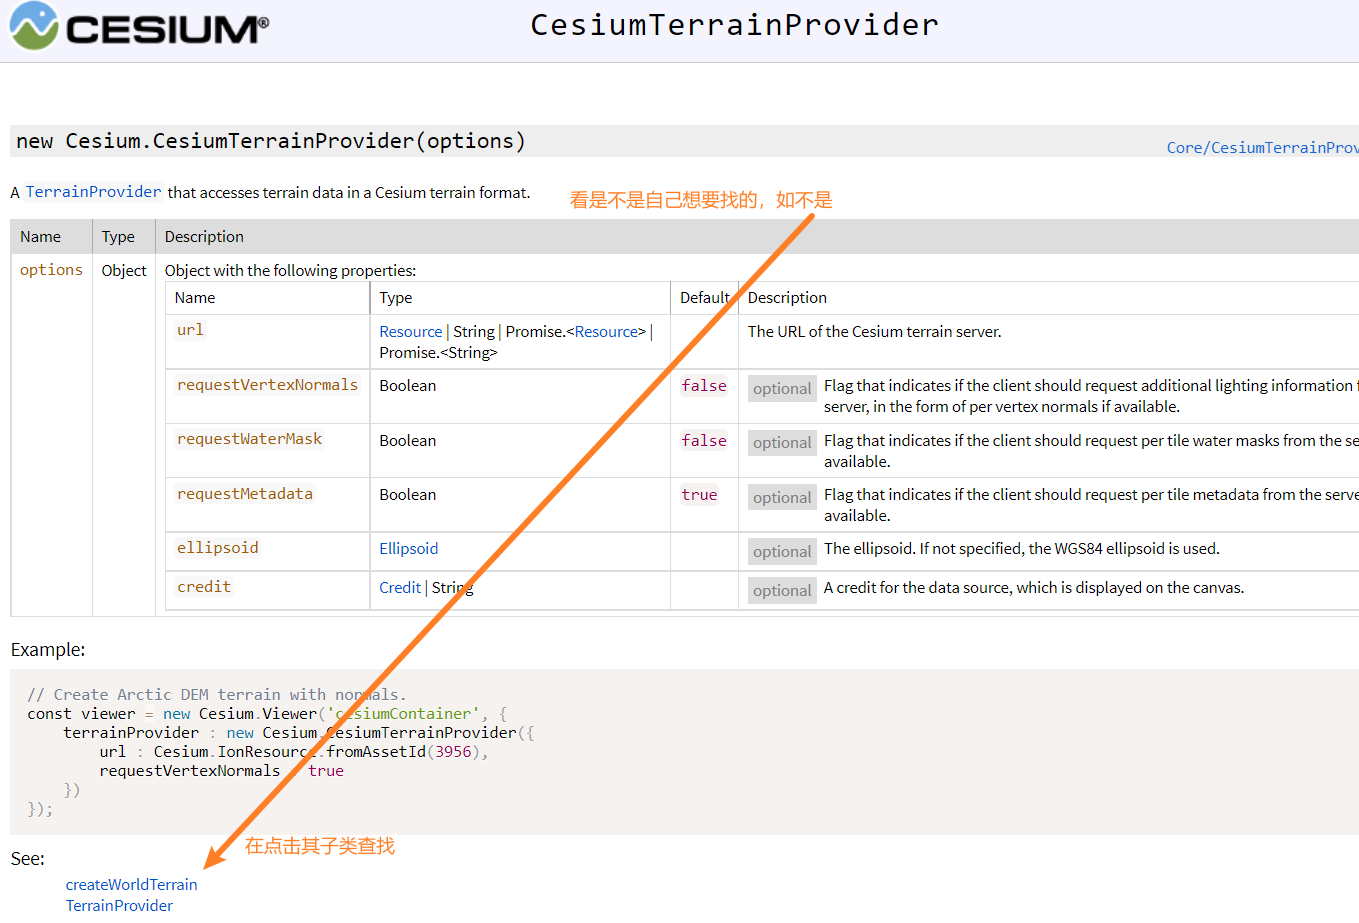 CESIUM®
CesiumTerrainProvider
new Cesium.CesiumTerrainProvider(options)
Core/CesiumTerrainProv
A TerrainProvider that accesses terrain data in a Cesium terrain format.
看是不是自己想要找的，如不是
Name Type Description
options Object Object with the following properties:
Name Type Default Description
url Resource | String | Promise.<Resource> | The URL of the Cesium terrain server.
Promise.<String>
requestVertexNormals Boolean false optional Flag that indicates if the client should request additional lighting information f
server, in the form of per vertex normals if available.
requestWaterMask Boolean false optional Flag that indicates if the client should request per tile water masks from the se
available.
requestMetadata Boolean true optional Flag that indicates if the client should request per tile metadata from the serve
available.
ellipsoid Ellipsoid optional The ellipsoid. If not specified, the WGS84 ellipsoid is used.
credit Credit | String optional A credit for the data source, which is displayed on the canvas.
Example:
// Create Arctic DEM terrain with normals.
const viewer = new Cesium.Viewer('cesiumContainer', {
terrainProvider : new Cesium.CesiumTerrainProvider({
url : Cesium.IonResource.fromAssetId(3956),
requestVertexNormals true
})
});
在点击其子类查找
See:
createWorldTerrain
TerrainProvider